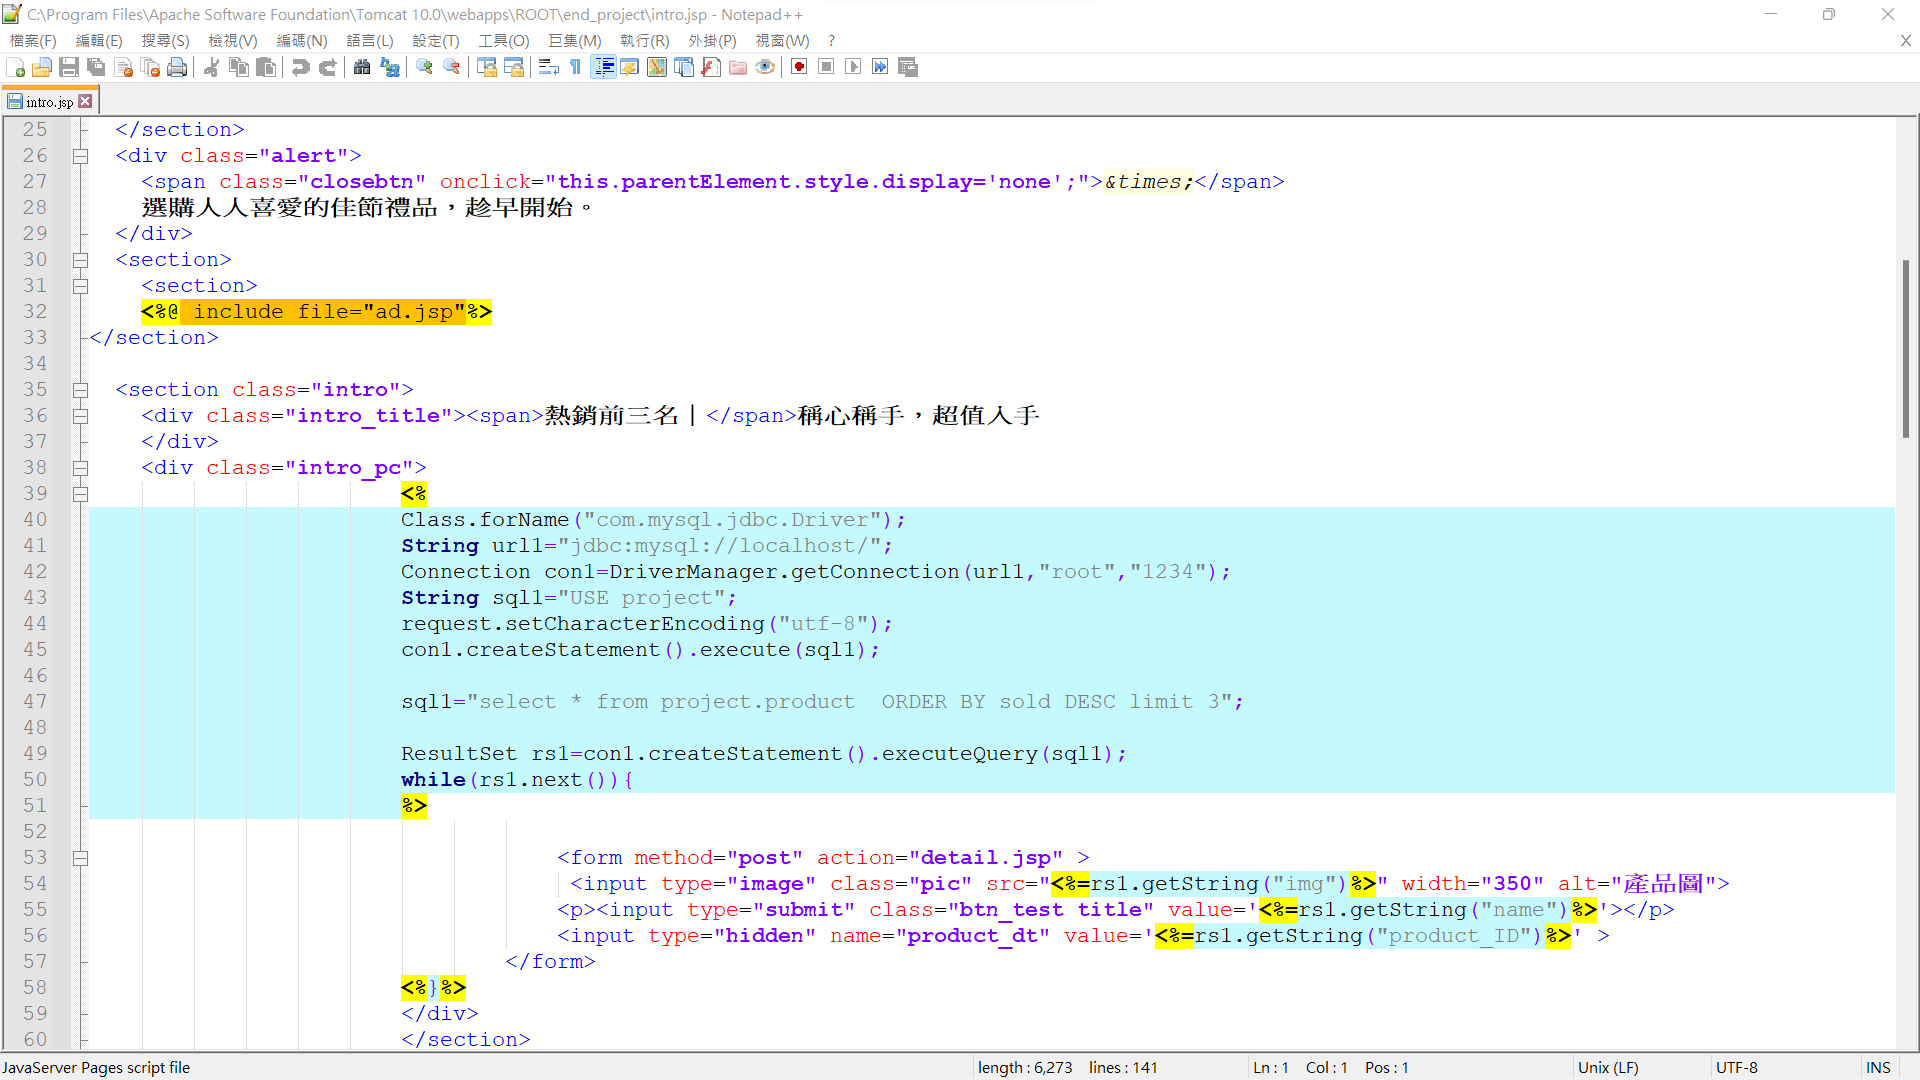 C:\Program Files\Apache Software Foundation\Tomcat 10.0\webapps\ROOT\end_project\intro.jsp - Notepad++
檔案(F) 編輯(E) 搜尋(S) 檢視(V) 編碼(N) 語言(L) 設定(T) 工具(O) 巨集(M) 執行(R) 外掛(P) 視窗(W) ? X
intro.jsp
25 </section>
26 <div class="alert">
27 <span class="closebtn" onclick="this.parentElement.style.display='none';">&times;</span>
28 選購人人喜愛的佳節禮品，趁早開始。
29 </div>
30 <section>
31 <section>
32 <%@ include file="ad.jsp"%>
33 </section>
34
35 <section class="intro">
36 <div class="intro_title"><span>熱銷前三名｜</span>稱心稱手，超值入手
37 </div>
38 <div class="intro_pc">
39 <%
40 Class.forName("com.mysql.jdbc.Driver");
41 String url1="jdbc:mysql://localhost/";
42 Connection con1=DriverManager.getConnection(url1,"root","1234");
43 String sql1="USE project";
44 request.setCharacterEncoding("utf-8");
45 con1.createStatement().execute(sql1);
46
47 sql1="select * from project.product  ORDER BY sold DESC limit 3";
48
49 ResultSet rs1=con1.createStatement().executeQuery(sql1);
50 while(rs1.next()){
51 %>
52
53 <form method="post" action="detail.jsp" >
54 <input type="image" class="pic" src="<%=rs1.getString("img")%>" width="350" alt="產品圖">
55 <p><input type="submit" class="btn_test title" value='<%=rs1.getString("name")%>'></p>
56 <input type="hidden" name="product_dt" value='<%=rs1.getString("product_ID")%>' >
57 </form>
58 <%}%>
59 </div>
60 </section>
JavaServer Pages script file length : 6,273 lines : 141 Ln : 1 Col : 1 Pos : 1 Unix (LF) UTF-8 INS